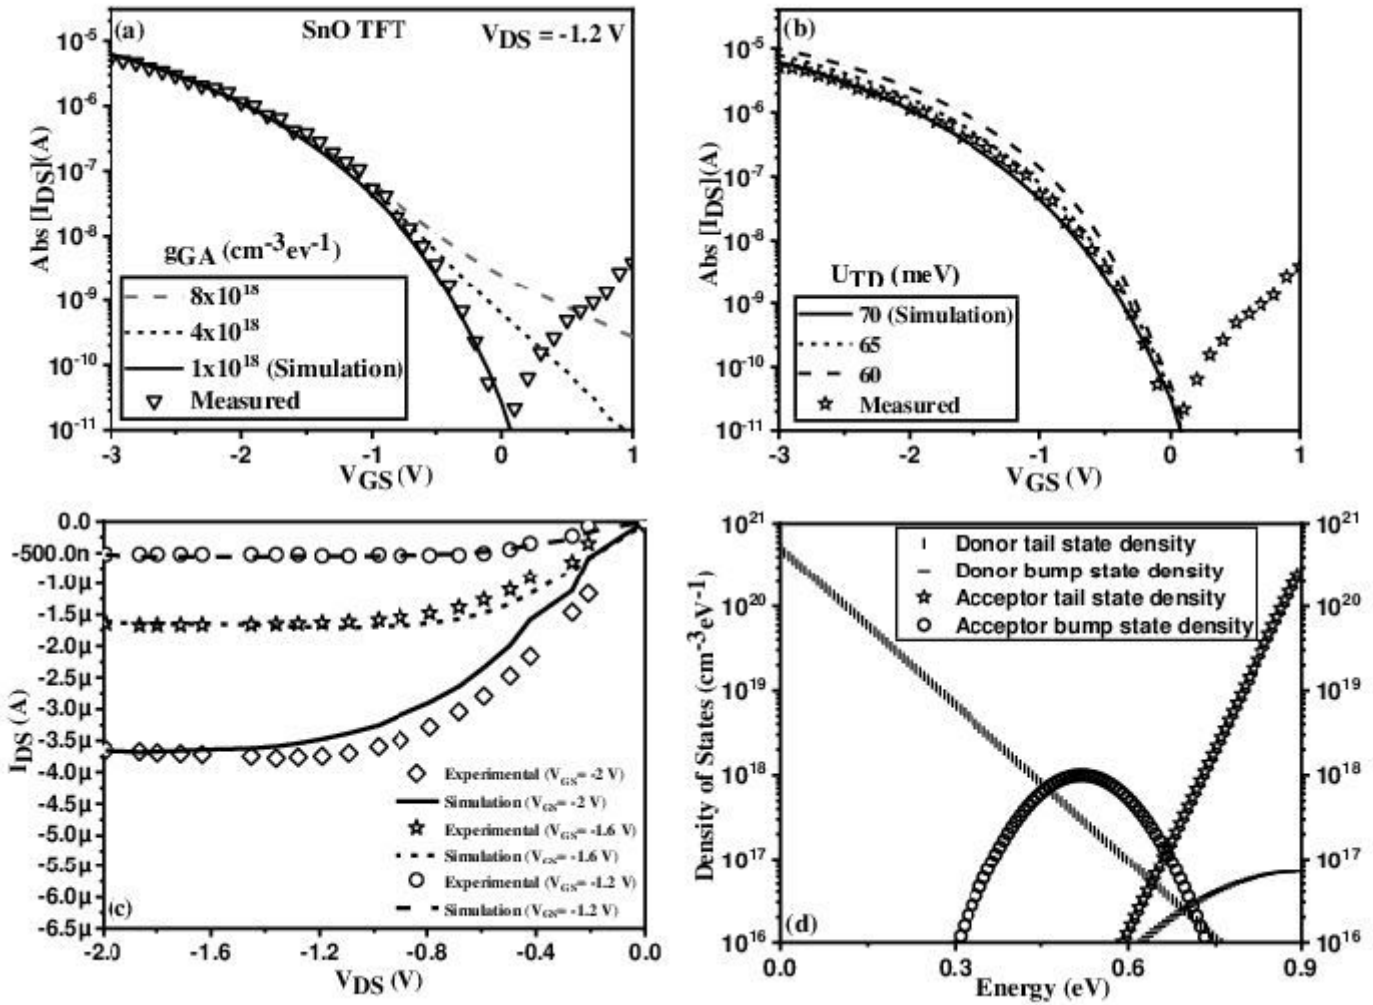 (a) SnO TFT V_DS = -1.2 V
Abs [I_DS](A)
10^-5
10^-6
10^-7
10^-8
10^-9
10^-10
10^-11
g_GA (cm^-3ev^-1)
8x10^18
4x10^18
1x10^18 (Simulation)
Measured
-3 -2 -1 0 1
V_GS (V)
(b)
Abs [I_DS](A)
10^-5
10^-6
10^-7
10^-8
10^-9
10^-10
10^-11
U_TD (meV)
70 (Simulation)
65
60
Measured
-3 -2 -1 0 1
V_GS (V)
I_DS (A)
0.0
-500.0n
-1.0µ
-1.5µ
-2.0µ
-2.5µ
-3.0µ
-3.5µ
-4.0µ
-4.5µ
-5.0µ
-5.5µ
-6.0µ
-6.5µ
Experimental (V_GS= -2 V)
Simulation (V_GS= -2 V)
Experimental (V_GS= -1.6 V)
Simulation (V_GS= -1.6 V)
Experimental (V_GS= -1.2 V)
Simulation (V_GS= -1.2 V)
(c)
-2.0 -1.6 -1.2 -0.8 -0.4 0.0
V_DS (V)
Density of States (cm^-3eV^-1)
10^21
10^20
10^19
10^18
10^17
10^16
Donor tail state density
Donor bump state density
Acceptor tail state density
Acceptor bump state density
(d)
10^21
10^20
10^19
10^18
10^17
10^16
0.0 0.3 0.6 0.9
Energy (eV)